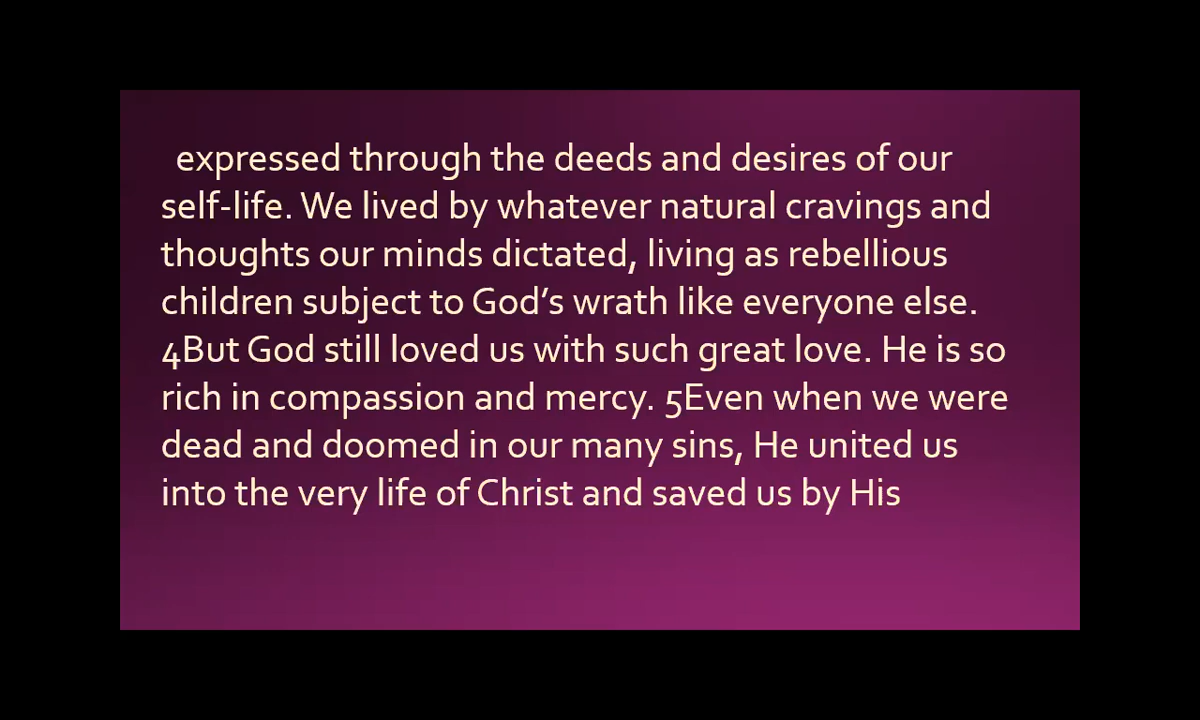 expressed through the deeds and desires of our
self-life. We lived by whatever natural cravings and
thoughts our minds dictated, living as rebellious
children subject to God’s wrath like everyone else.
4But God still loved us with such great love. He is so
rich in compassion and mercy. 5Even when we were
dead and doomed in our many sins, He united us
into the very life of Christ and saved us by His